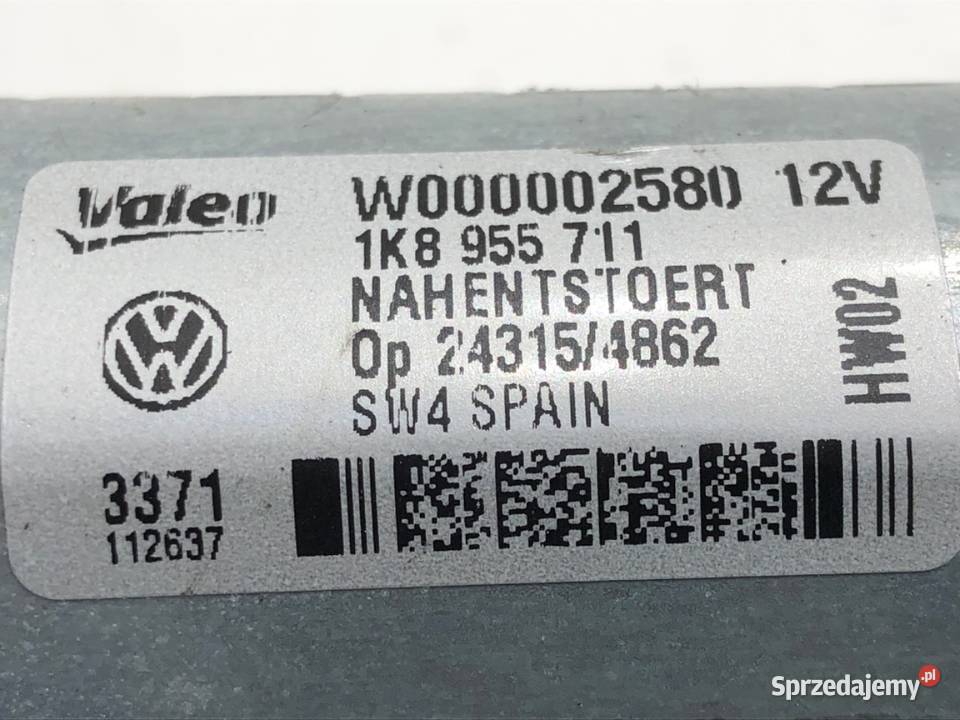 Valeo
W000002580 12V
1K8 955 711
NAHENTSTOERT
Op 24315/4862
SW4 SPAIN
HW02
3371
112637
Sprzedajemy.pl